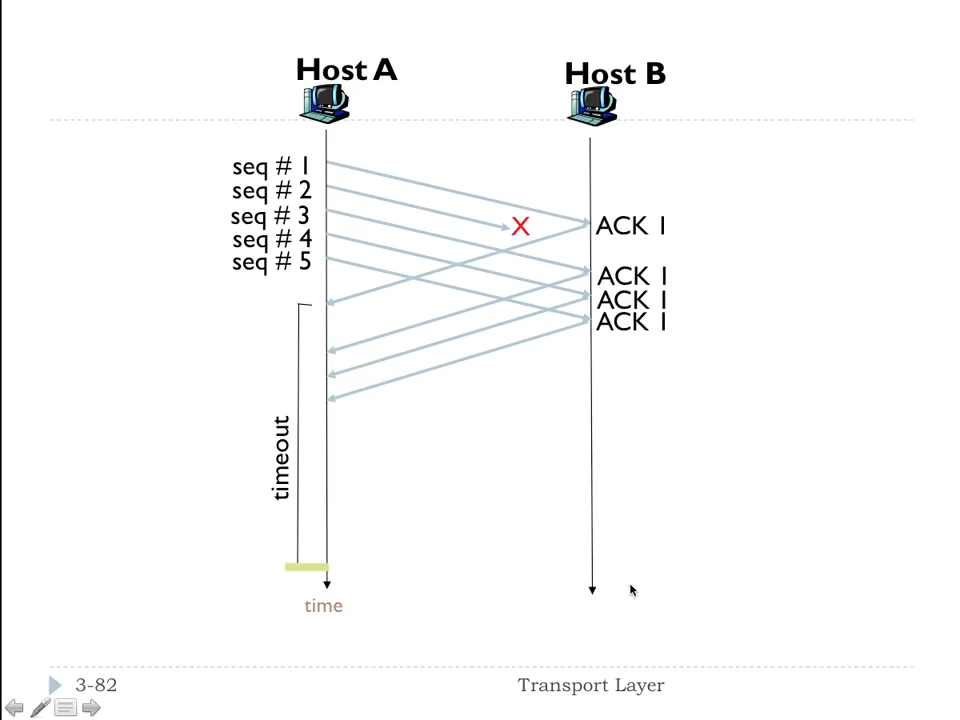 Host A
Host B
seq # 1
seq # 2
seq # 3
seq # 4
seq # 5
X
ACK 1
ACK 1
ACK 1
ACK 1
timeout
time
3-82
Transport Layer